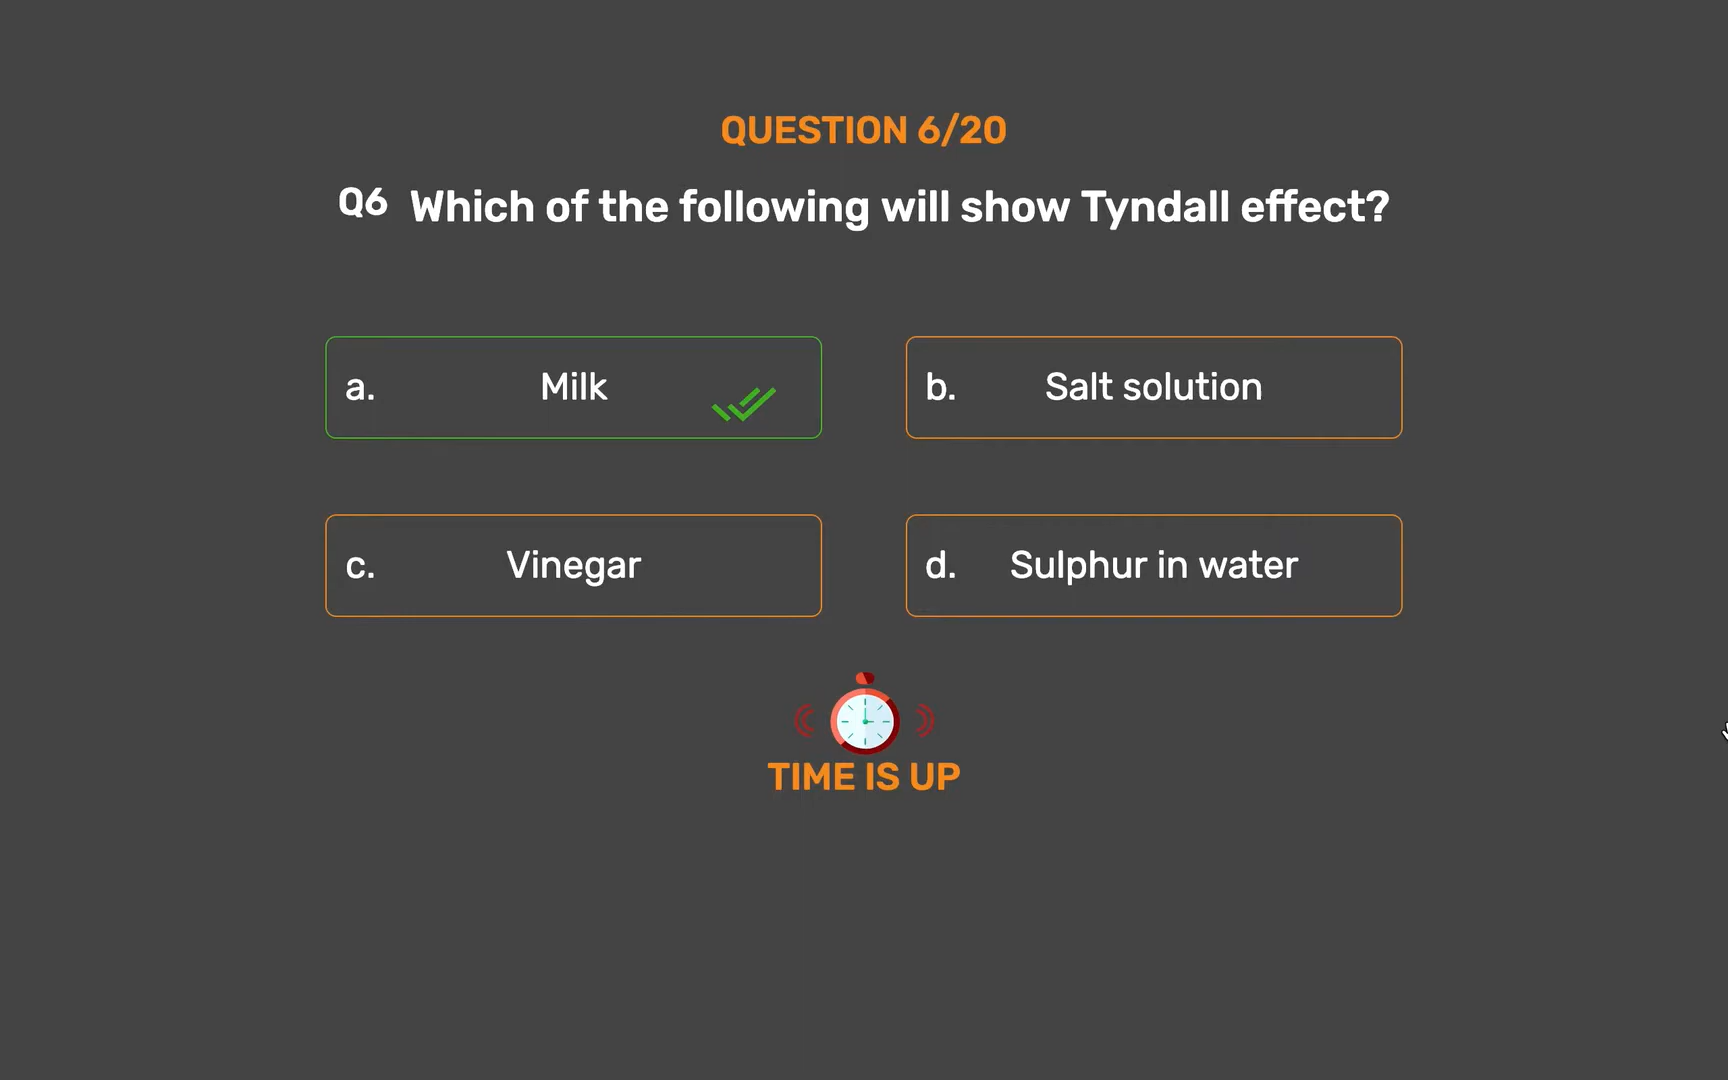 QUESTION 6/20
Q6 Which of the following will show Tyndall effect?
a. Milk
b. Salt solution
c. Vinegar
d. Sulphur in water
TIME IS UP